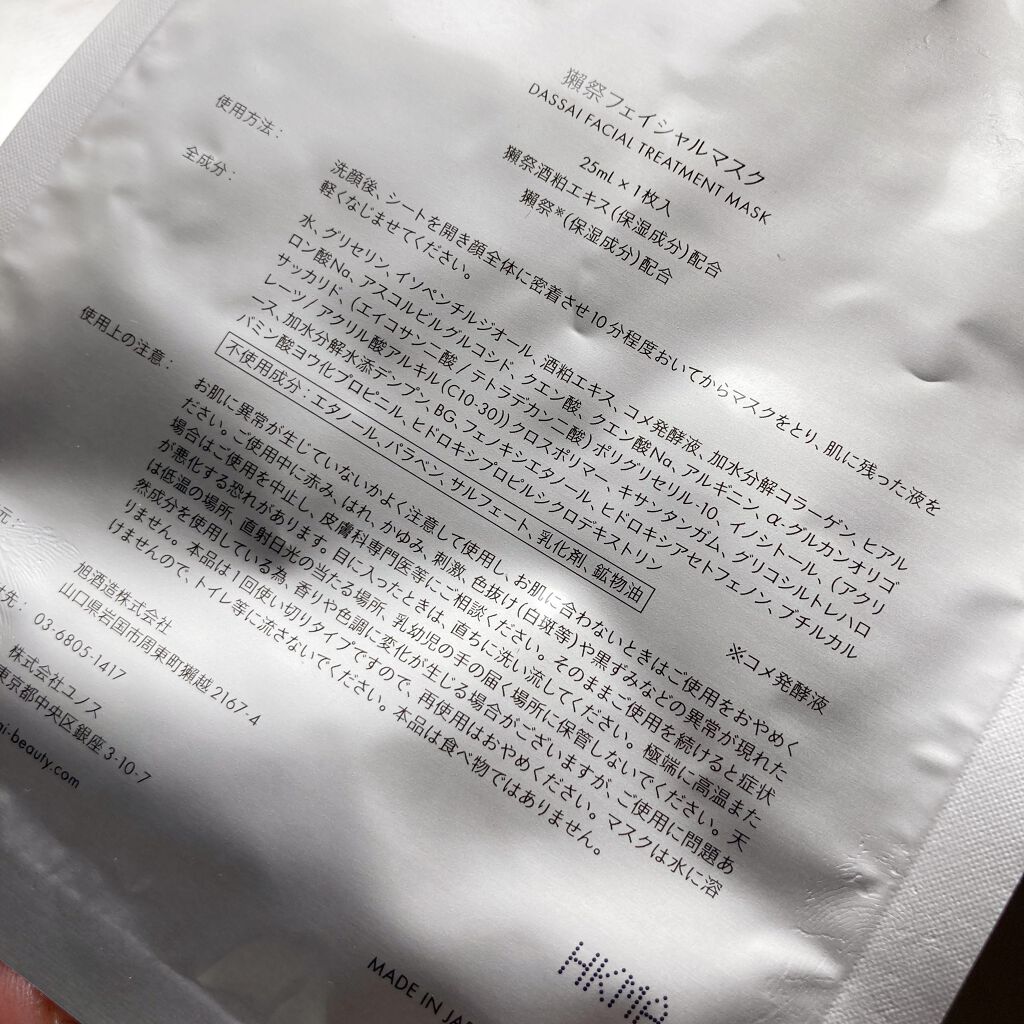 獺祭フェイシャルマスク
DASSAI FACIAL TREATMENT MASK
25mL × 1枚入
獺祭酒粕エキス(保湿成分)配合
獺祭※(保湿成分)配合
使用方法：
洗顔後、シートを開き顔全体に密着させ10分程度おいてからマスクをとり、肌に残った液を
軽くなじませてください。
全成分：
水、グリセリン、イソペンチルジオール、酒粕エキス、コメ発酵液、加水分解コラーゲン、ヒアル
ロン酸Na、アスコルビルグルコシド、クエン酸、クエン酸Na、アルギニン、α-グルカンオリゴ
サッカリド、(エイコサン二酸/テトラデカン二酸)ポリグリセリル-10、イノシトール、(アクリ
レーツ/アクリル酸アルキル(C10-30))クロスポリマー、キサンタンガム、グリコシルトレハロ
ース、加水分解水添デンプン、BG、フェノキシエタノール、ヒドロキシアセトフェノン、ブチルカル
バミン酸ヨウ化プロピニル、ヒドロキシプロピルシクロデキストリン
※コメ発酵液
不使用成分：エタノール、パラベン、サルフェート、乳化剤、鉱物油
使用上の注意：
お肌に異常が生じていないかよく注意して使用し、お肌に合わないときはご使用をおやめく
ださい。ご使用中に赤み、はれ、かゆみ、刺激、色抜け(白斑等)や黒ずみなどの異常が現れた
場合はご使用を中止し、皮膚科専門医等にご相談ください。そのままご使用を続けると症状
が悪化する恐れがあります。目に入ったときは、直ちに洗い流してください。極端に高温また
は低温の場所、直射日光の当たる場所、乳幼児の手の届く場所に保管しないでください。天
然成分を使用している為、香りや色調に変化が生じる場合がございますが、ご使用に問題あ
りません。本品は1回使い切りタイプですので、再使用はおやめください。マスクは水に溶
けませんので、トイレ等に流さないでください。本品は食べ物ではありません。
元：
旭酒造株式会社
山口県岩国市周東町獺越2167-4
先：
03-6805-1417
株式会社ユノス
東京都中央区銀座3-10-7
ai-beauty.com
MADE IN JAP
HKMA